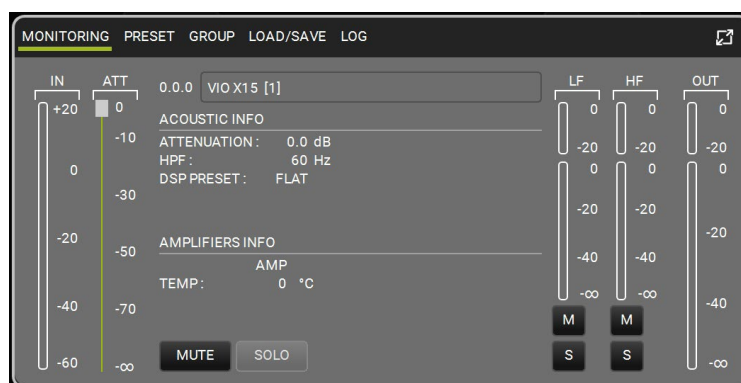 MONITORING PRESET GROUP LOAD/SAVE LOG
IN ATT LF HF OUT
0.0.0 VIO X15 [1]
+20 0 0 0 0
ACOUSTIC INFO
-10 ATTENUATION : 0.0 dB -20 -20 -20
HPF : 60 Hz
0 DSP PRESET : FLAT 0 0 0
-30
-20 -20
-20 AMPLIFIERS INFO -20
-50 -40 -40
AMP
TEMP : 0 °C
-∞ -∞
-40 -70 -40
M M
MUTE SOLO S S
-60 -∞ -∞